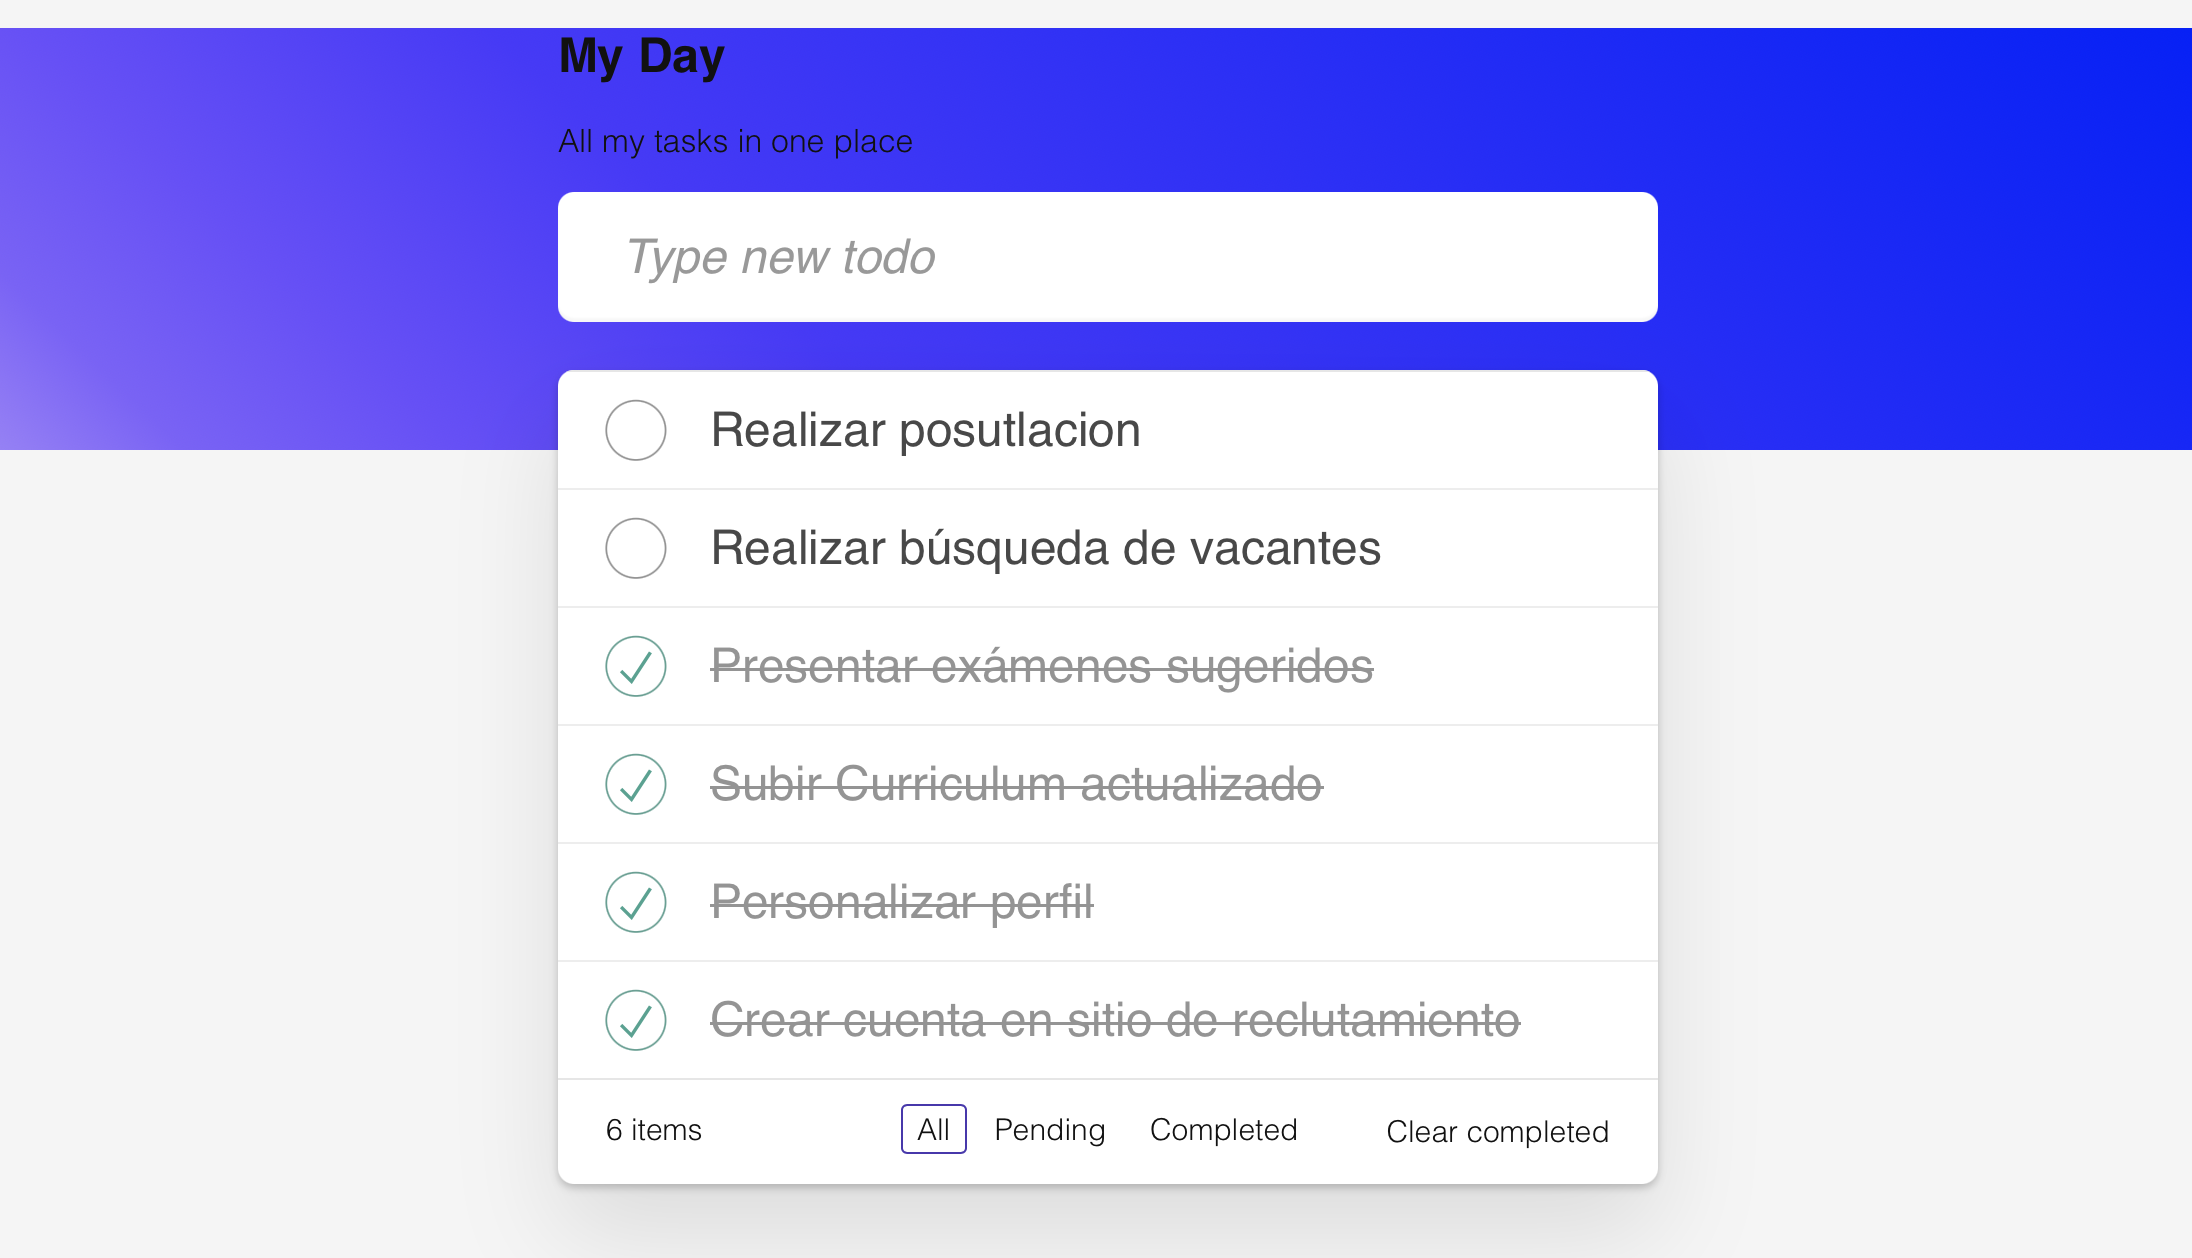 My Day
All my tasks in one place
Type new todo
Realizar posutlacion
Realizar búsqueda de vacantes
Presentar exámenes sugeridos
Subir Curriculum actualizado
Personalizar perfil
Crear cuenta en sitio de reclutamiento
6 items All Pending Completed Clear completed